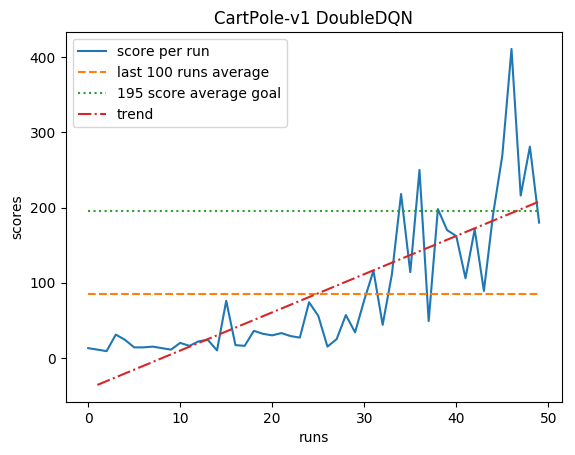 CartPole-v1 DoubleDQN
score per run
last 100 runs average
195 score average goal
trend
scores
400
300
200
100
0
0 10 20 30 40 50
runs